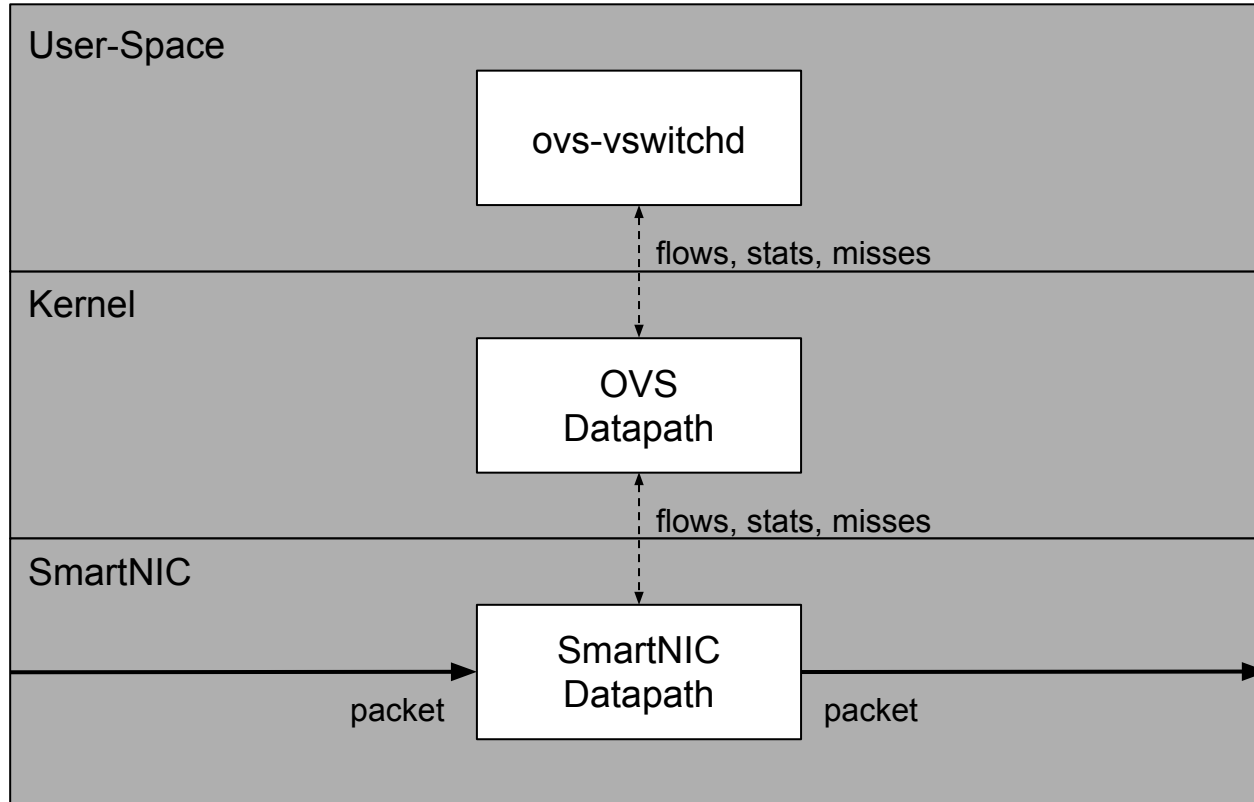 User-Space
ovs-vswitchd
flows, stats, misses
Kernel
OVS
Datapath
flows, stats, misses
SmartNIC
SmartNIC
Datapath
packet
packet